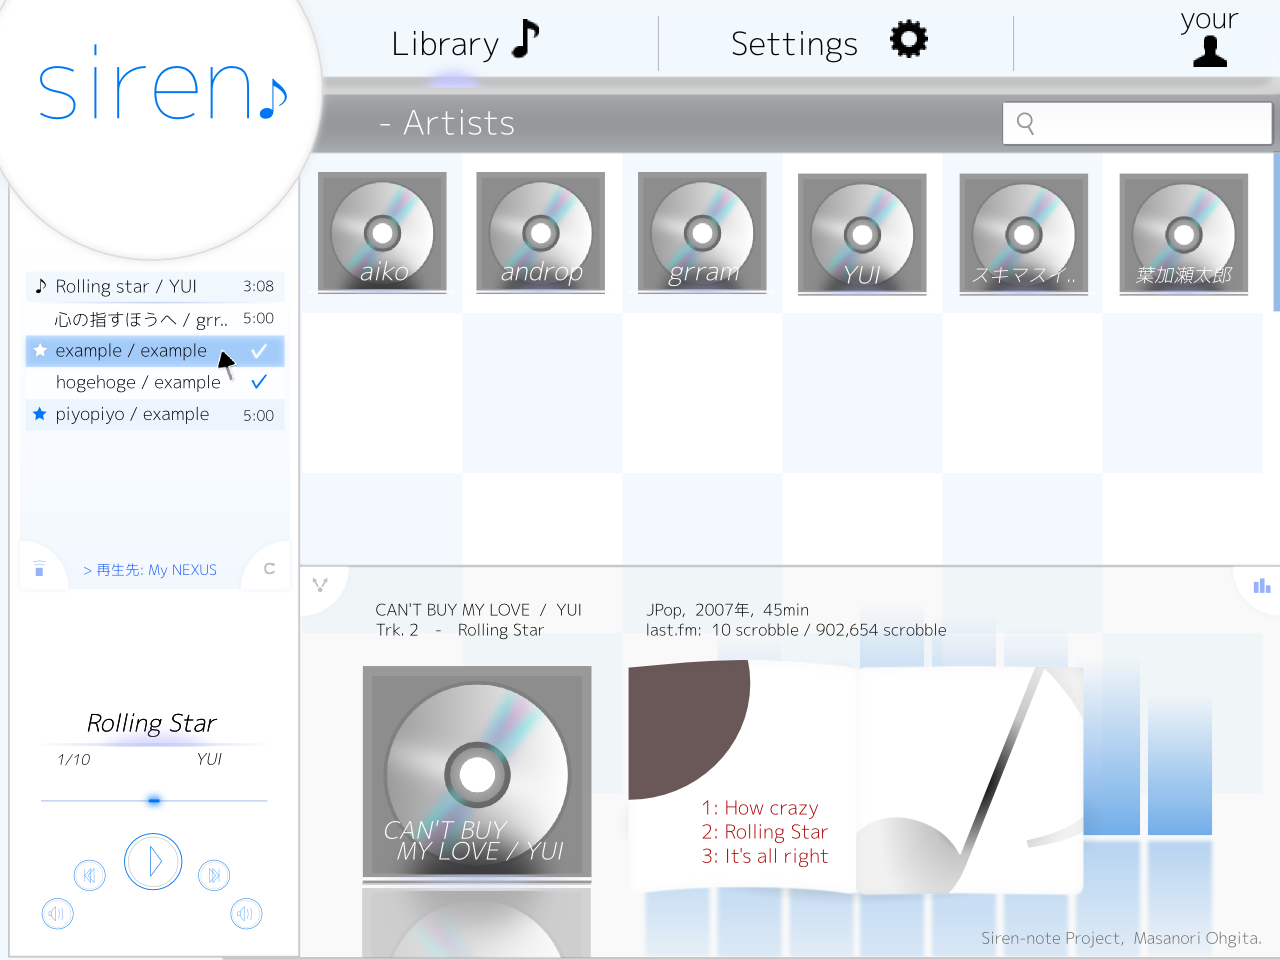 siren♪
Library
Settings
your
- Artists
aiko
androp
grram
YUI
スキマスイ..
葉加瀬太郎
Rolling star / YUI 3:08
心の指すほうへ / grr.. 5:00
example / example
hogehoge / example
piyopiyo / example 5:00
> 再生先: My NEXUS
Rolling Star
1/10 YUI
CAN'T BUY MY LOVE / YUI
Trk. 2 - Rolling Star
JPop, 2007年, 45min
last.fm: 10 scrobble / 902,654 scrobble
CAN'T BUY
MY LOVE / YUI
1: How crazy
2: Rolling Star
3: It's all right
Siren-note Project, Masanori Ohgita.